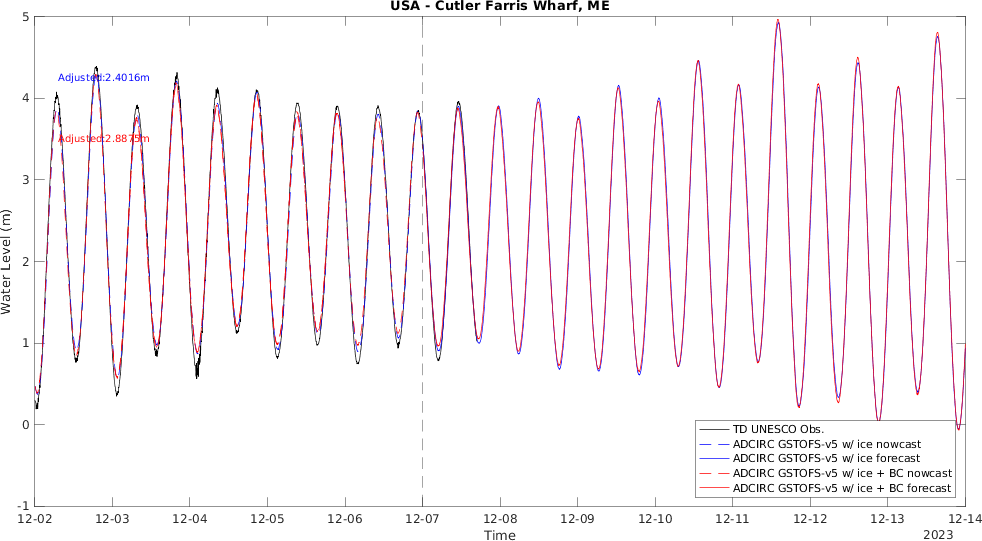 USA - Cutler Farris Wharf, ME
5
4
3
2
1
0
-1
Water Level (m)
Adjusted:2.4016m
Adjusted:2.8875m
TD UNESCO Obs.
ADCIRC GSTOFS-v5 w/ ice nowcast
ADCIRC GSTOFS-v5 w/ ice forecast
ADCIRC GSTOFS-v5 w/ ice + BC nowcast
ADCIRC GSTOFS-v5 w/ ice + BC forecast
12-02 12-03 12-04 12-05 12-06 12-07 12-08 12-09 12-10 12-11 12-12 12-13 12-14
Time
2023